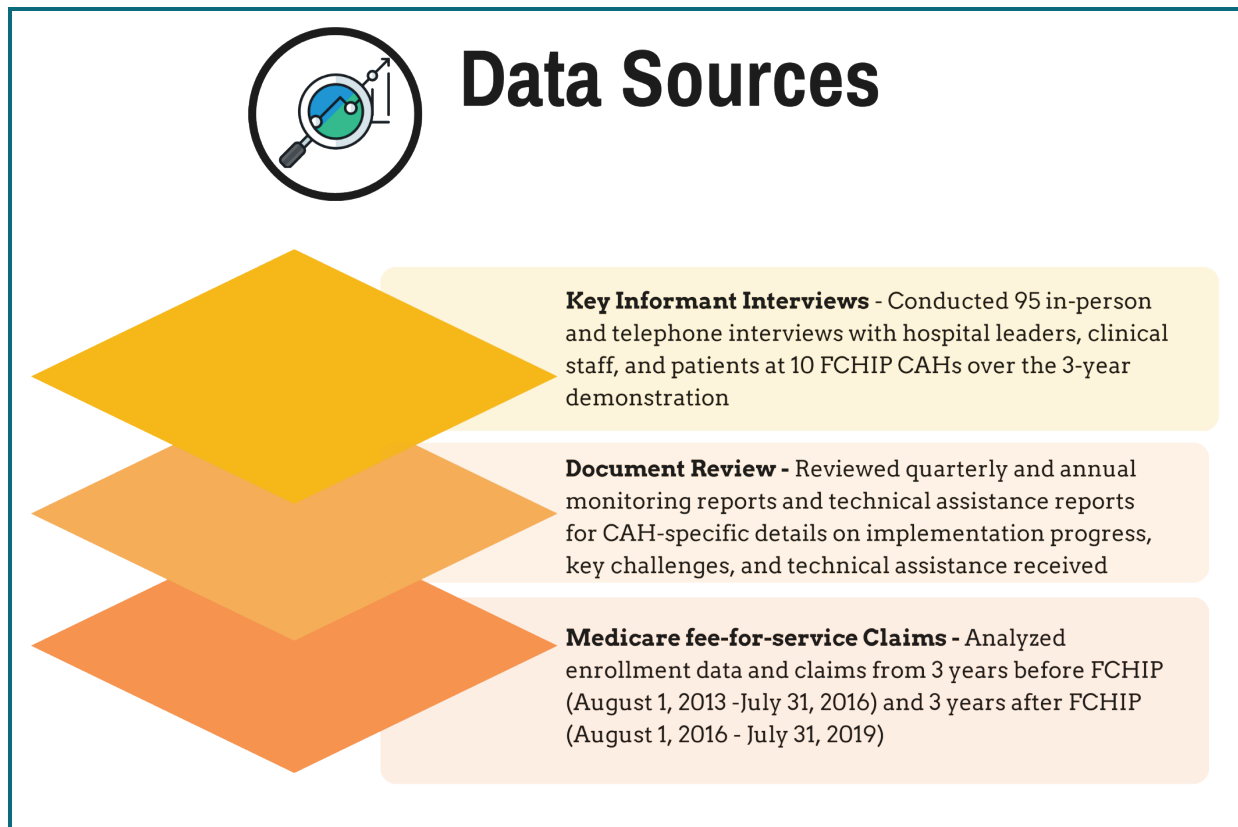 Data Sources
Key Informant Interviews - Conducted 95 in-person
and telephone interviews with hospital leaders, clinical
staff, and patients at 10 FCHIP CAHs over the 3-year
demonstration
Document Review - Reviewed quarterly and annual
monitoring reports and technical assistance reports
for CAH-specific details on implementation progress,
key challenges, and technical assistance received
Medicare fee-for-service Claims - Analyzed
enrollment data and claims from 3 years before FCHIP
(August 1, 2013 -July 31, 2016) and 3 years after FCHIP
(August 1, 2016 - July 31, 2019)